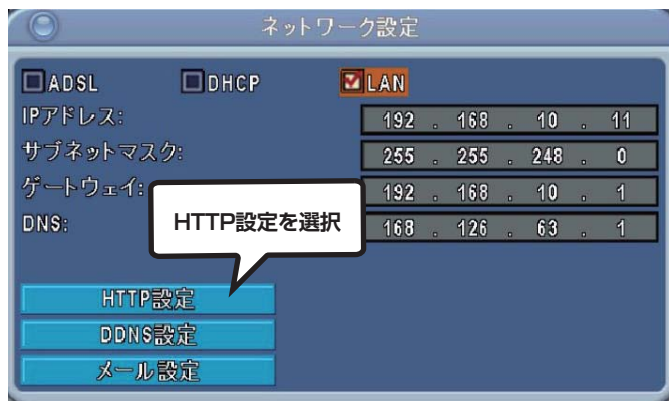 ネットワーク設定
ADSL DHCP LAN
IPアドレス: 192 . 168 . 10 . 11
サブネットマスク: 255 . 255 . 248 . 0
ゲートウェイ: 192 . 168 . 10 . 1
DNS: 168 . 126 . 63 . 1
HTTP設定を選択
HTTP設定
DDNS設定
メール設定